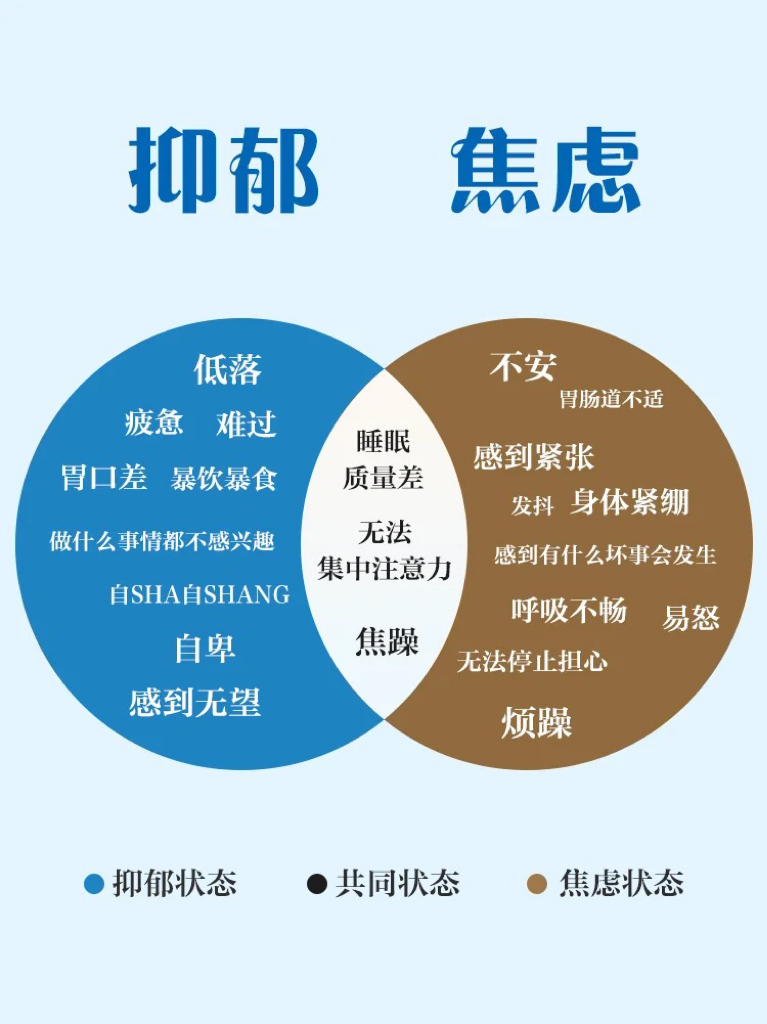 抑郁 焦虑
低落
疲惫 难过
胃口差 暴饮暴食
做什么事情都不感兴趣
自SHA自SHANG
自卑
感到无望
睡眠
质量差
无法
集中注意力
焦躁
不安
胃肠道不适
感到紧张
发抖 身体紧绷
感到有什么坏事会发生
呼吸不畅 易怒
无法停止担心
烦躁
抑郁状态 共同状态 焦虑状态